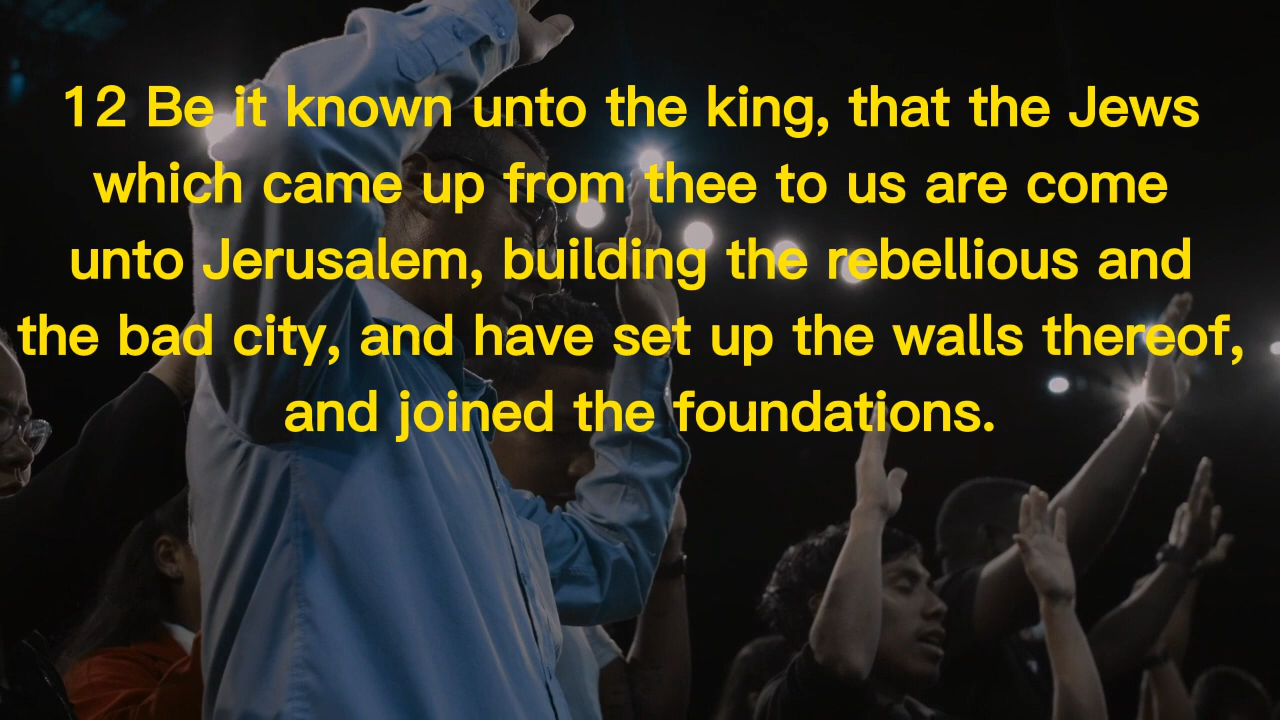 12 Be it known unto the king, that the Jews
which came up from thee to us are come
unto Jerusalem, building the rebellious and
the bad city, and have set up the walls thereof,
and joined the foundations.